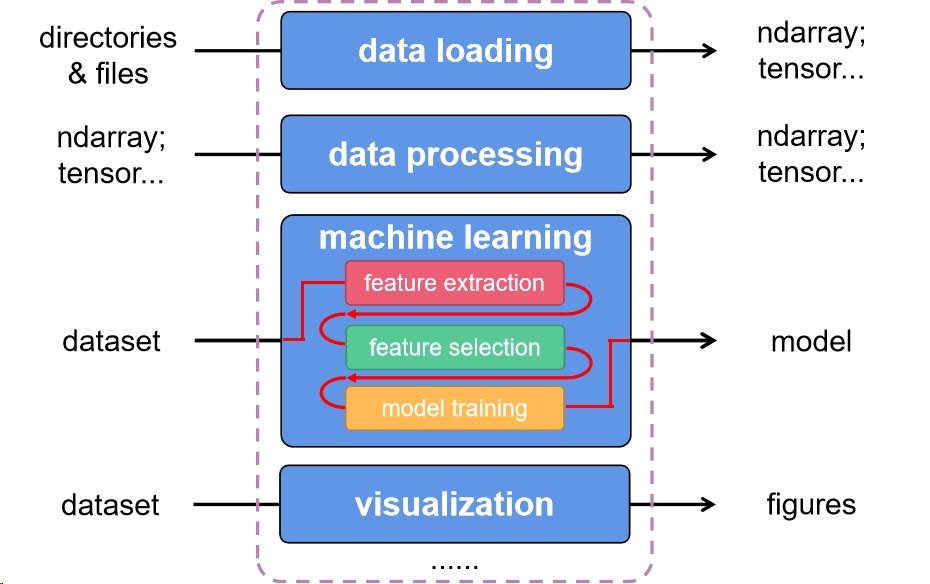 directories
& files
data loading
ndarray;
tensor...
ndarray;
tensor...
data processing
ndarray;
tensor...
machine learning
feature extraction
dataset
feature selection
model
model training
dataset
visualization
figures
......